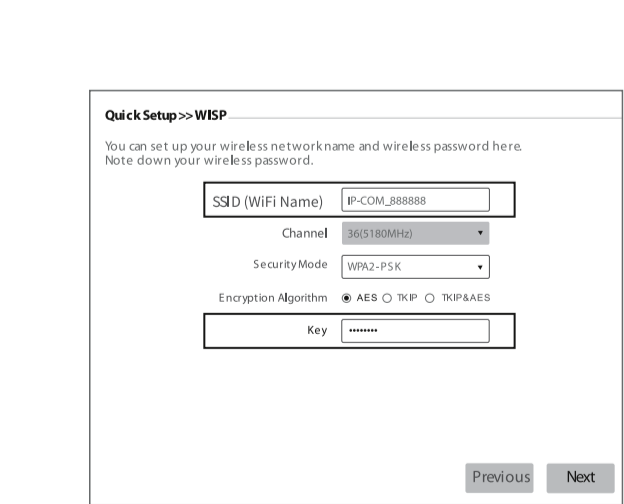 Quick Setup >> WISP
You can set up your wireless network name and wireless password here.
Note down your wireless password.
SSID (WiFi Name) IP-COM_888888
Channel 36(5180MHz)
Security Mode WPA2-PSK
Encryption Algorithm AES TKIP TKIP&AES
Key ••••••••
Previous Next